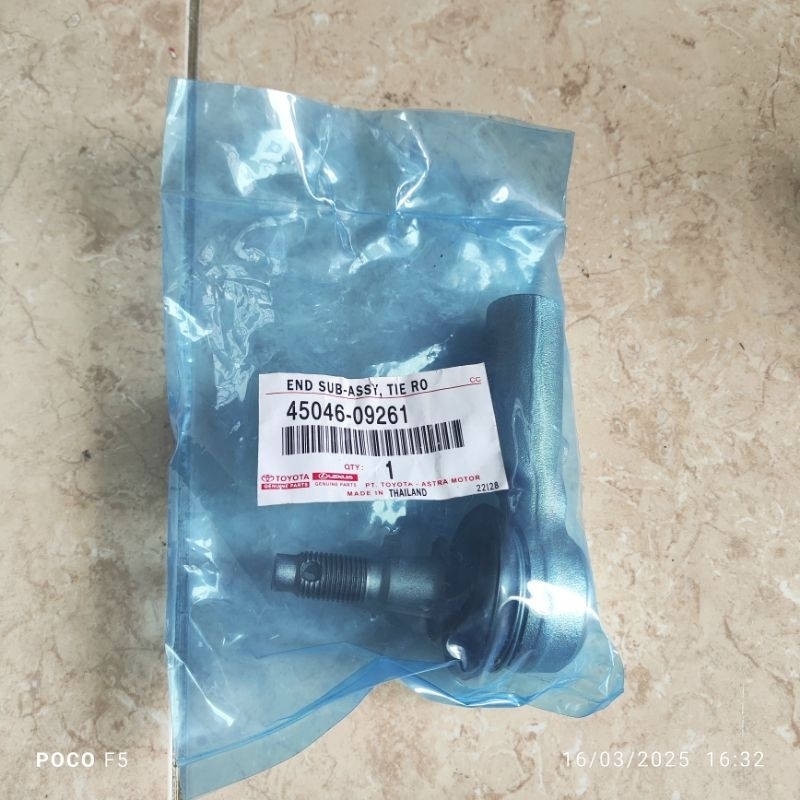 END SUB-ASSY, TIE RO
CC
45046-09261
QTY: 1
TOYOTA LEXUS
GENUINE PARTS GENUINE PARTS PT. TOYOTA - ASTRA MOTOR
MADE IN THAILAND 22128
POCO F5
16/03/2025 16:32